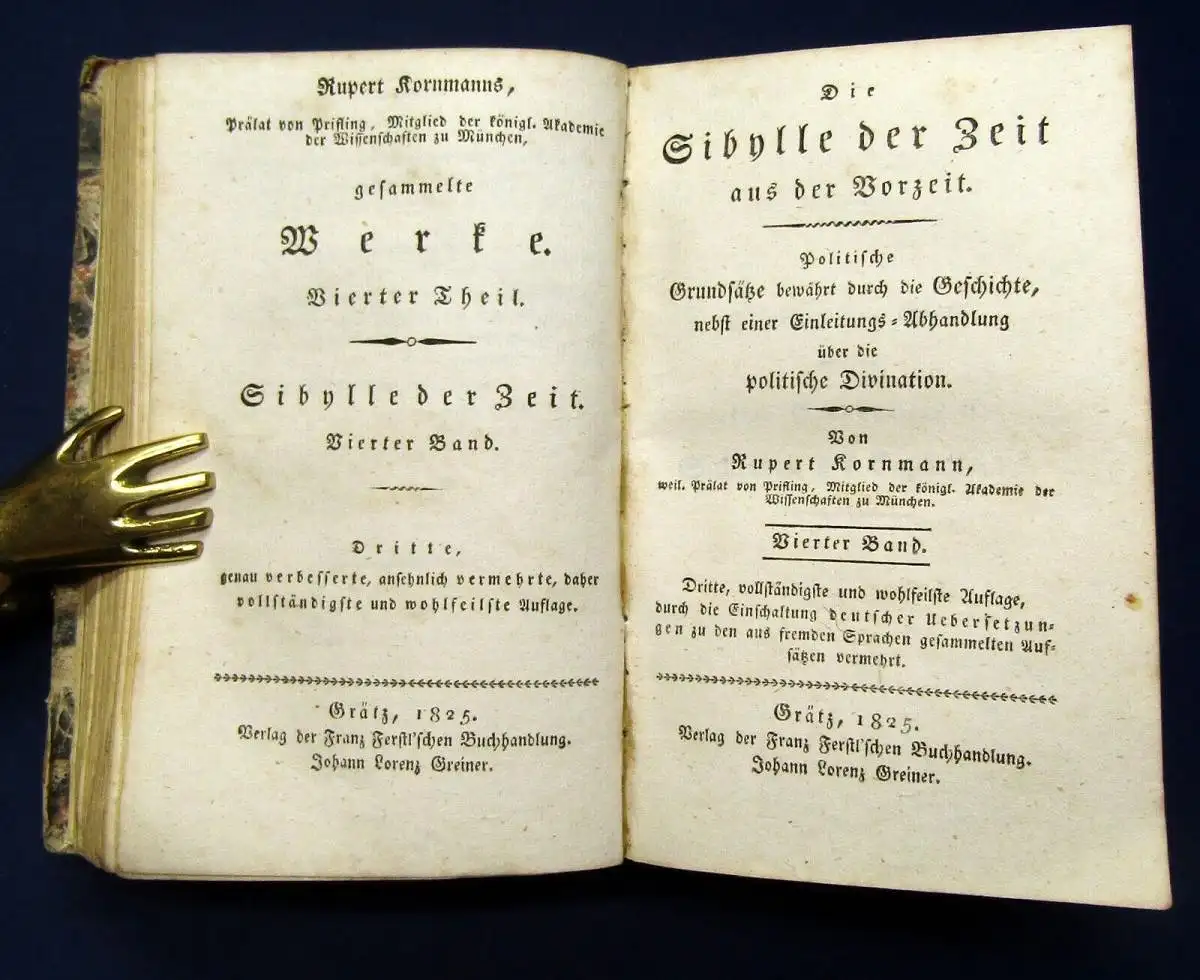 Rupert Kornmanns,
Prälat von Prifling, Mitglied der königl. Akademie
der Wissenschaften zu München,
gesammelte
Werke.
Vierter Theil.
Sibylle der Zeit.
Vierter Band.
Dritte,
genau verbesserte, ansehnlich vermehrte, daher
vollständigste und wohlfeilste Auflage.
Grätz, 1825.
Verlag der Franz Ferstl'schen Buchhandlung.
Johann Lorenz Greiner.
Die
Sibylle der Zeit
aus der Vorzeit.
Politische
Grundsätze bewährt durch die Geschichte,
nebst einer Einleitungs-Abhandlung
über die
politische Divination.
Von
Rupert Kornmann,
weil. Prälat von Prifling, Mitglied der königl. Akademie der
Wissenschaften zu München.
Vierter Band.
Dritte, vollständigste und wohlfeilste Auflage,
durch die Einschaltung deutscher Uebersetzun-
gen zu den aus fremden Sprachen gesammelten Auf-
sätzen vermehrt.
Grätz, 1825.
Verlag der Franz Ferstl'schen Buchhandlung.
Johann Lorenz Greiner.